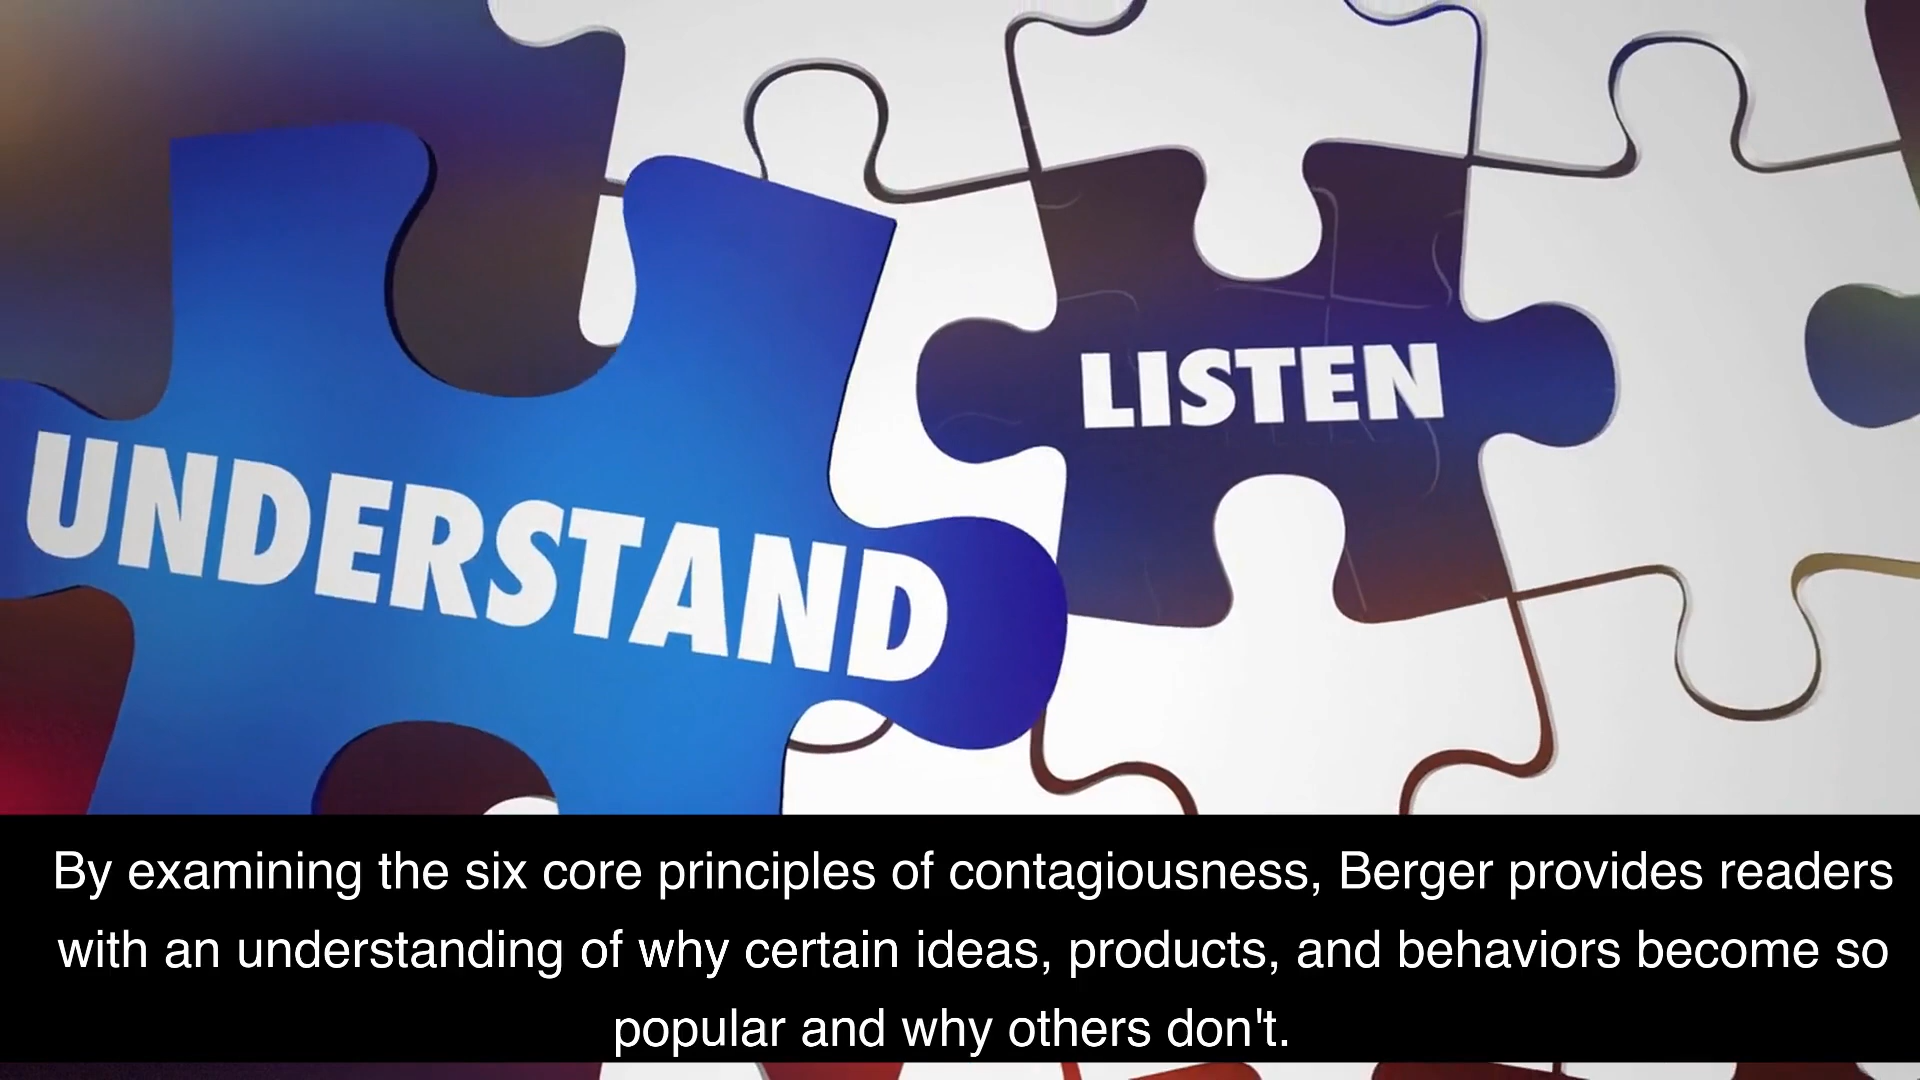 LISTEN
UNDERSTAND
By examining the six core principles of contagiousness, Berger provides readers
with an understanding of why certain ideas, products, and behaviors become so
popular and why others don't.